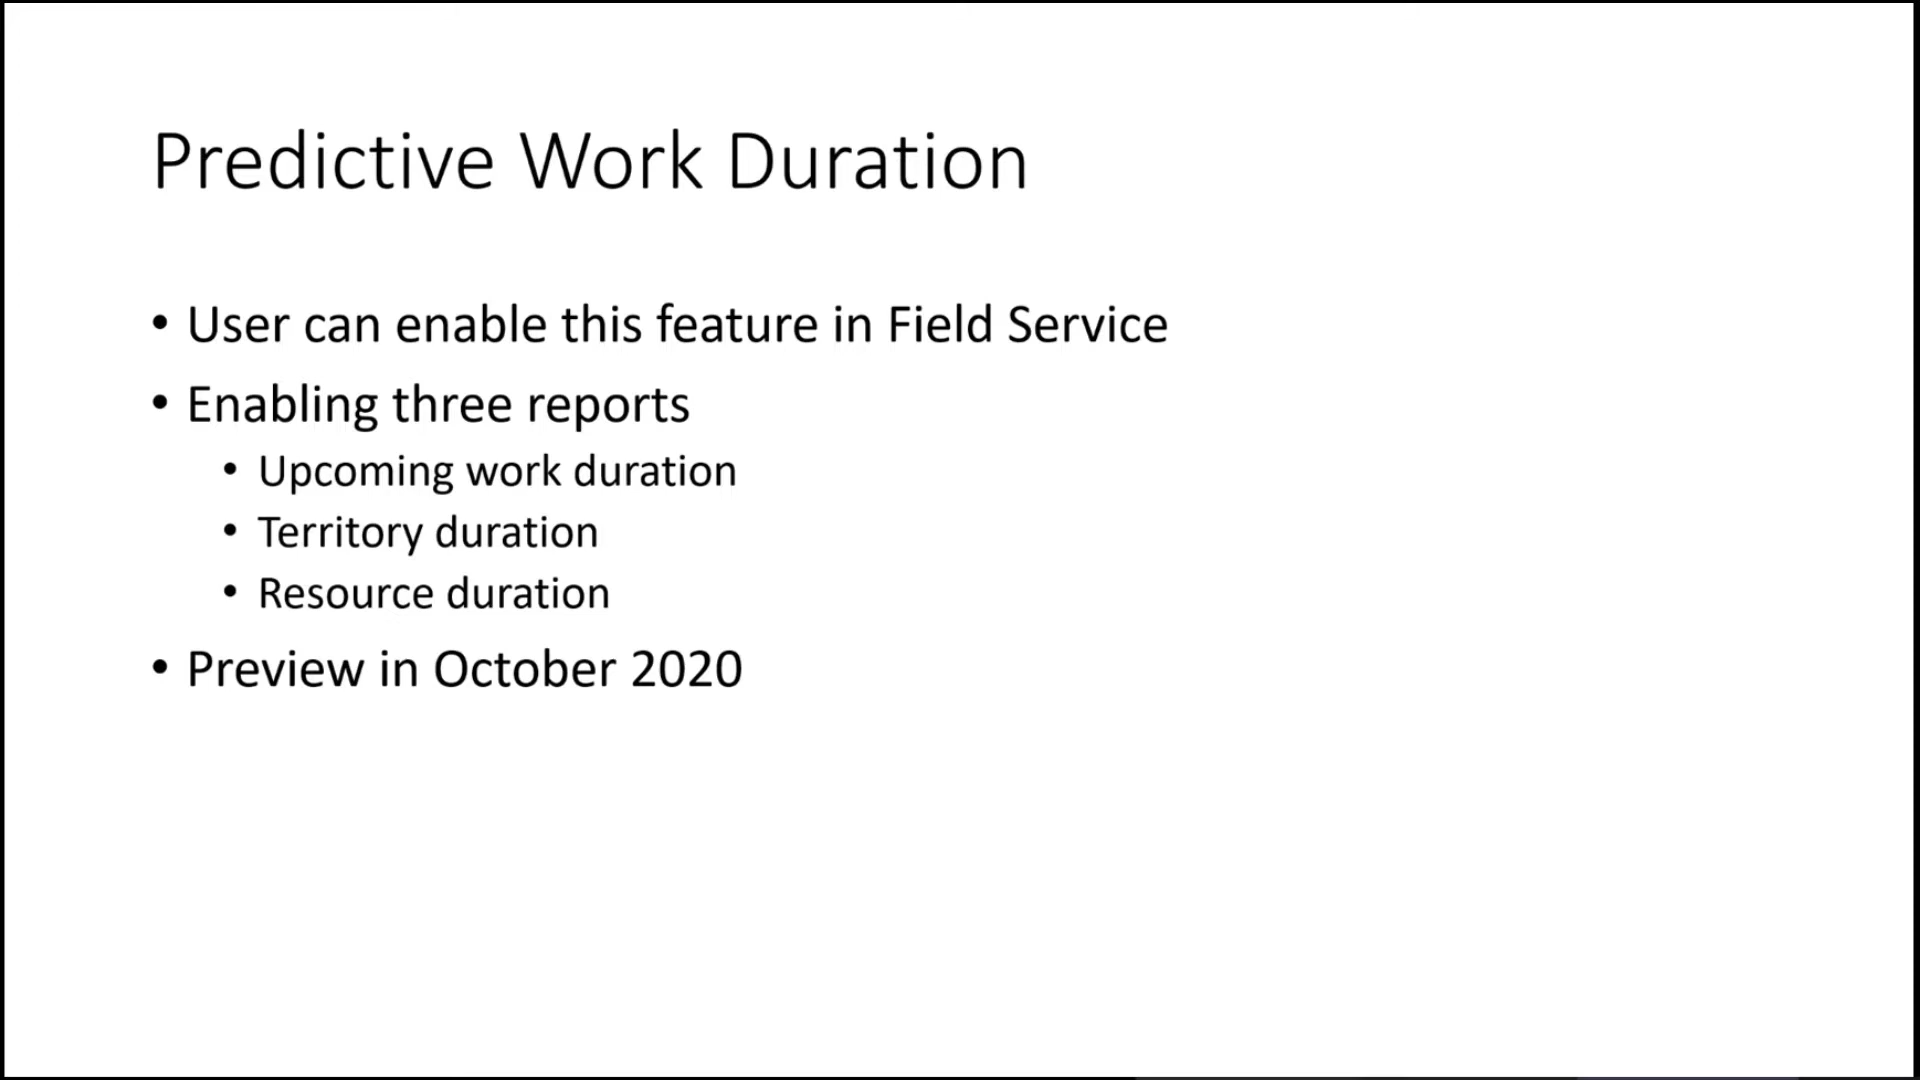 Predictive Work Duration
• User can enable this feature in Field Service
• Enabling three reports
• Upcoming work duration
• Territory duration
• Resource duration
• Preview in October 2020